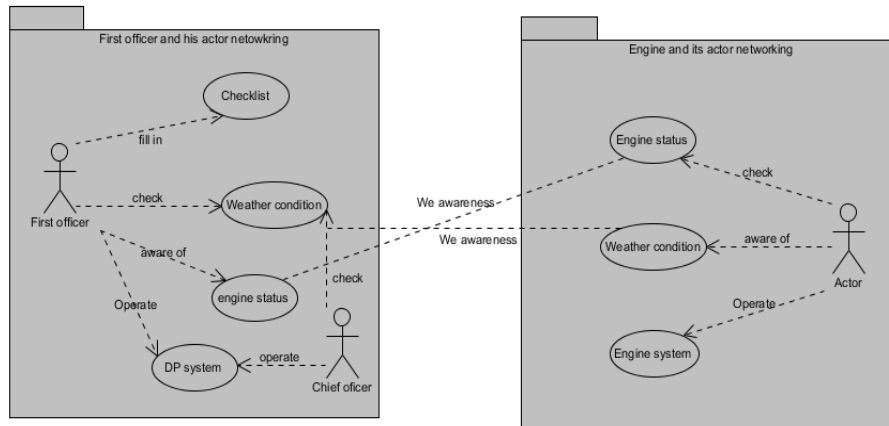 First officer and his actor netowkring
Checklist
fill in
First officer
check
Weather condition
aware of
engine status
check
Operate
DP system
operate
Chief oficer
We awareness
We awareness
Engine and its actor networking
Engine status
check
Weather condition
aware of
Actor
Operate
Engine system